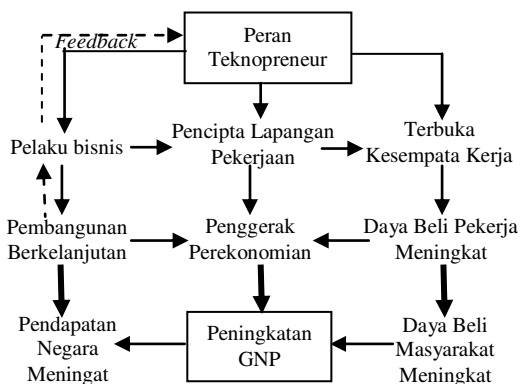 Feedback
Peran
Teknopreneur
Pelaku bisnis
Pencipta Lapangan
Pekerjaan
Terbuka
Kesempata Kerja
Pembangunan
Berkelanjutan
Penggerak
Perekonomian
Daya Beli Pekerja
Meningkat
Pendapatan
Negara
Meningat
Peningkatan
GNP
Daya Beli
Masyarakat
Meningkat